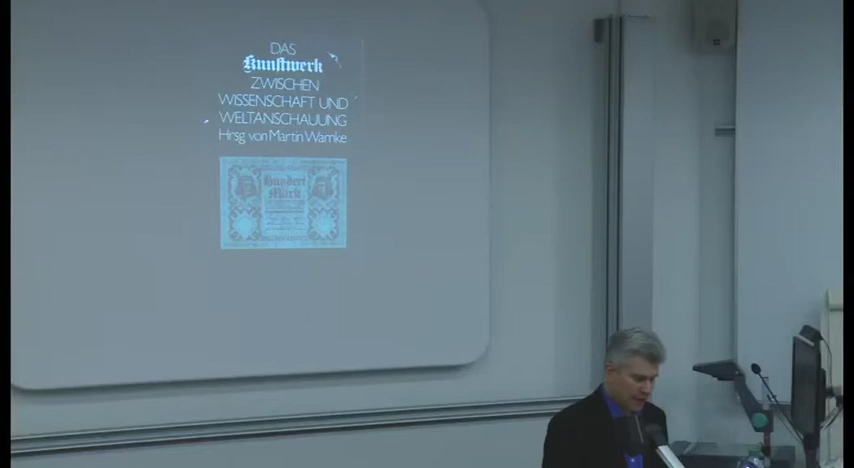 DAS
Kunstwerk
ZWISCHEN
WISSENSCHAFT UND
WELTANSCHAUUNG
Hrsg von Martin Warnke
Hundert
Mark